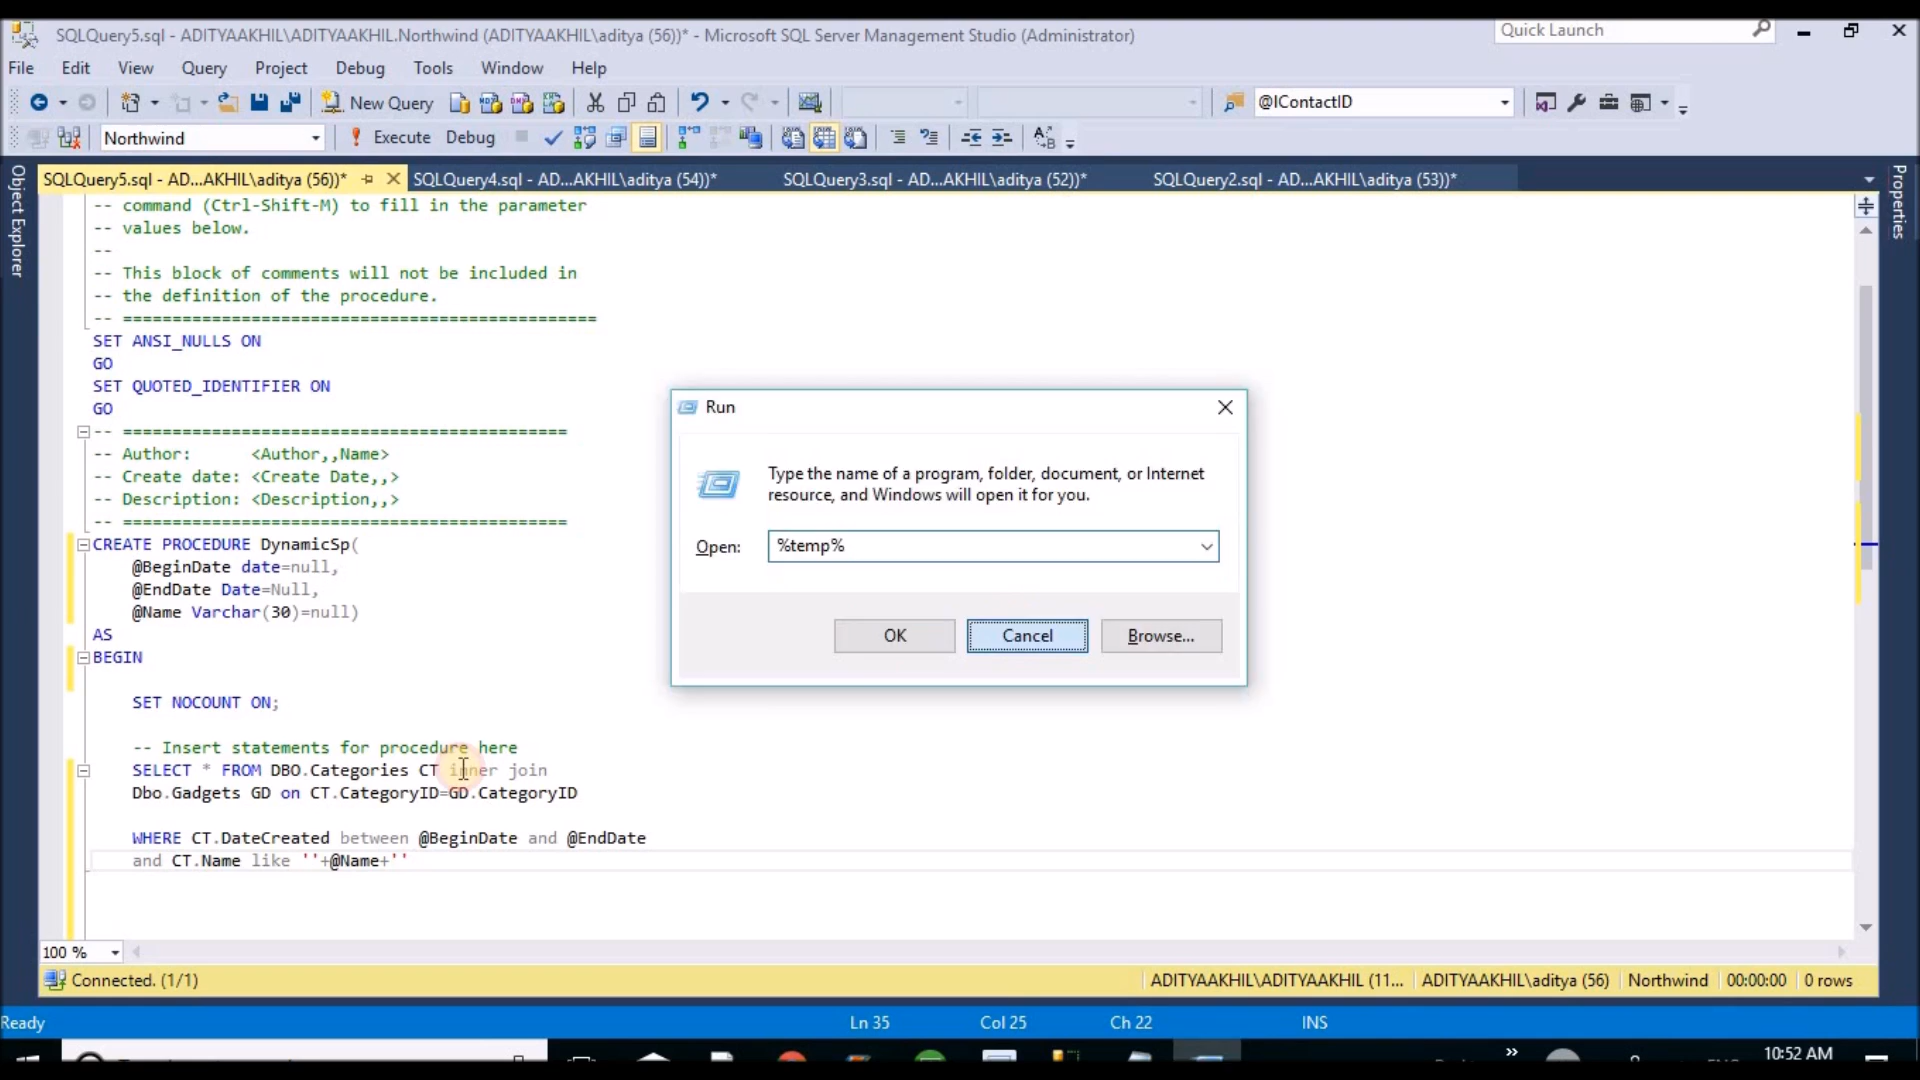 SQLQuery5.sql - ADITYAAKHIL\ADITYAAKHIL.Northwind (ADITYAAKHIL\aditya (56))* - Microsoft SQL Server Management Studio (Administrator)
Quick Launch
File Edit View Query Project Debug Tools Window Help
New Query
@IContactID
Northwind
Execute Debug
SQLQuery5.sql - AD...AKHIL\aditya (56))*
SQLQuery4.sql - AD...AKHIL\aditya (54))*
SQLQuery3.sql - AD...AKHIL\aditya (52))*
SQLQuery2.sql - AD...AKHIL\aditya (53))*
Object Explorer
Properties
-- command (Ctrl-Shift-M) to fill in the parameter
-- values below.
--
-- This block of comments will not be included in
-- the definition of the procedure.
-- ================================================
SET ANSI_NULLS ON
GO
SET QUOTED_IDENTIFIER ON
GO
-- =============================================
-- Author: <Author,,Name>
-- Create date: <Create Date,,>
-- Description: <Description,,>
-- =============================================
CREATE PROCEDURE DynamicSp(
@BeginDate date=null,
@EndDate Date=Null,
@Name Varchar(30)=null)
AS
BEGIN
SET NOCOUNT ON;
-- Insert statements for procedure here
SELECT * FROM DBO.Categories CT inner join
Dbo.Gadgets GD on CT.CategoryID=GD.CategoryID
WHERE CT.DateCreated between @BeginDate and @EndDate
and CT.Name like ''+@Name+''
Run
Type the name of a program, folder, document, or Internet
resource, and Windows will open it for you.
Open: %temp%
OK Cancel Browse...
100 %
Connected. (1/1)
ADITYAAKHIL\ADITYAAKHIL (11... ADITYAAKHIL\aditya (56) Northwind 00:00:00 0 rows
Ready Ln 35 Col 25 Ch 22 INS
10:52 AM